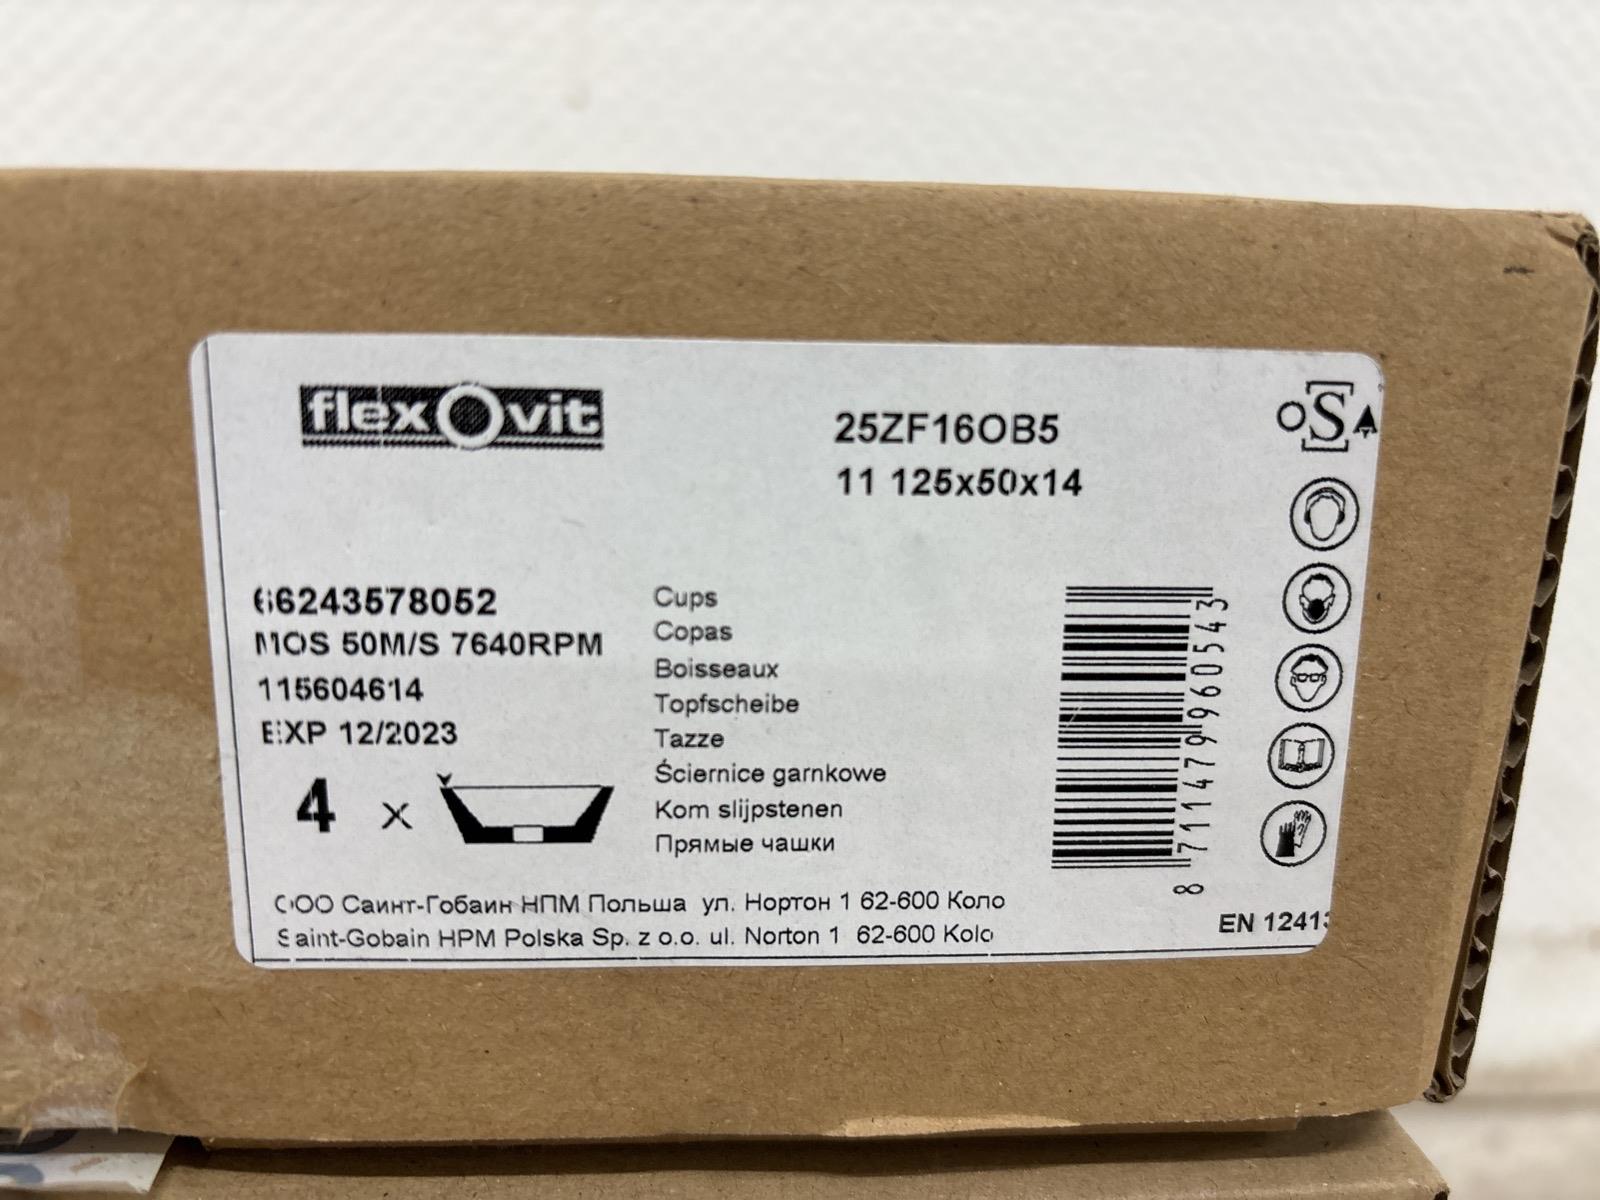 flexovit
25ZF16OB5
11 125x50x14
oSa
66243578052
MOS 50M/S 7640RPM
115604614
EXP 12/2023
4 x
Cups
Copas
Boisseaux
Topfscheibe
Tazze
Ściernice garnkowe
Kom slijpstenen
Прямые чашки
8 711479 960543
ООО Саинт-Гобаин НПМ Польша ул. Нортон 1 62-600 Коло
Saint-Gobain HPM Polska Sp. z o.o. ul. Norton 1 62-600 Kolo
EN 12413